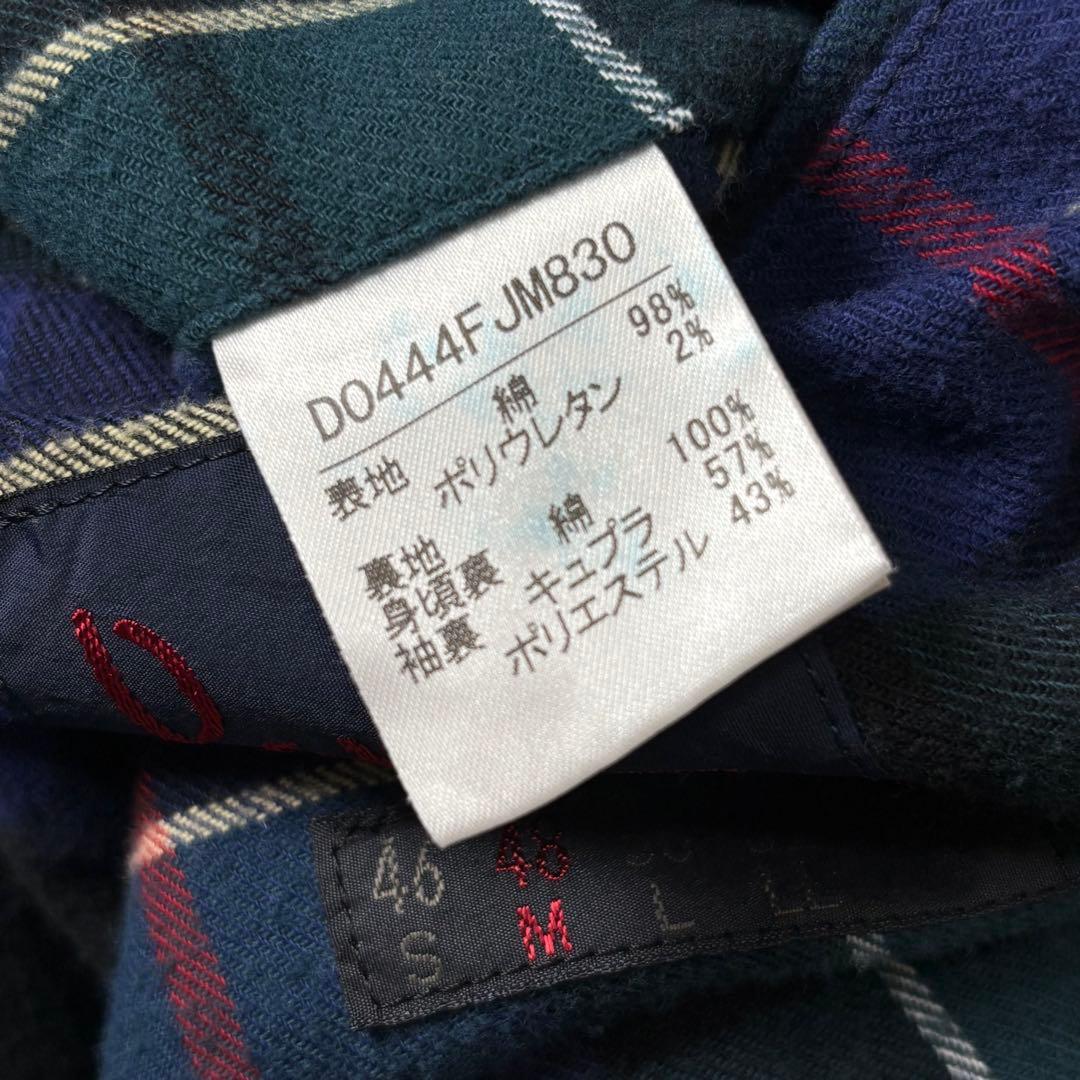 D0444FJM830
表地 綿 98%
ポリウレタン 2%
裏地
身頃裏 綿 100%
袖裏 キュプラ 57%
ポリエステル 43%
46 48
S M L LL